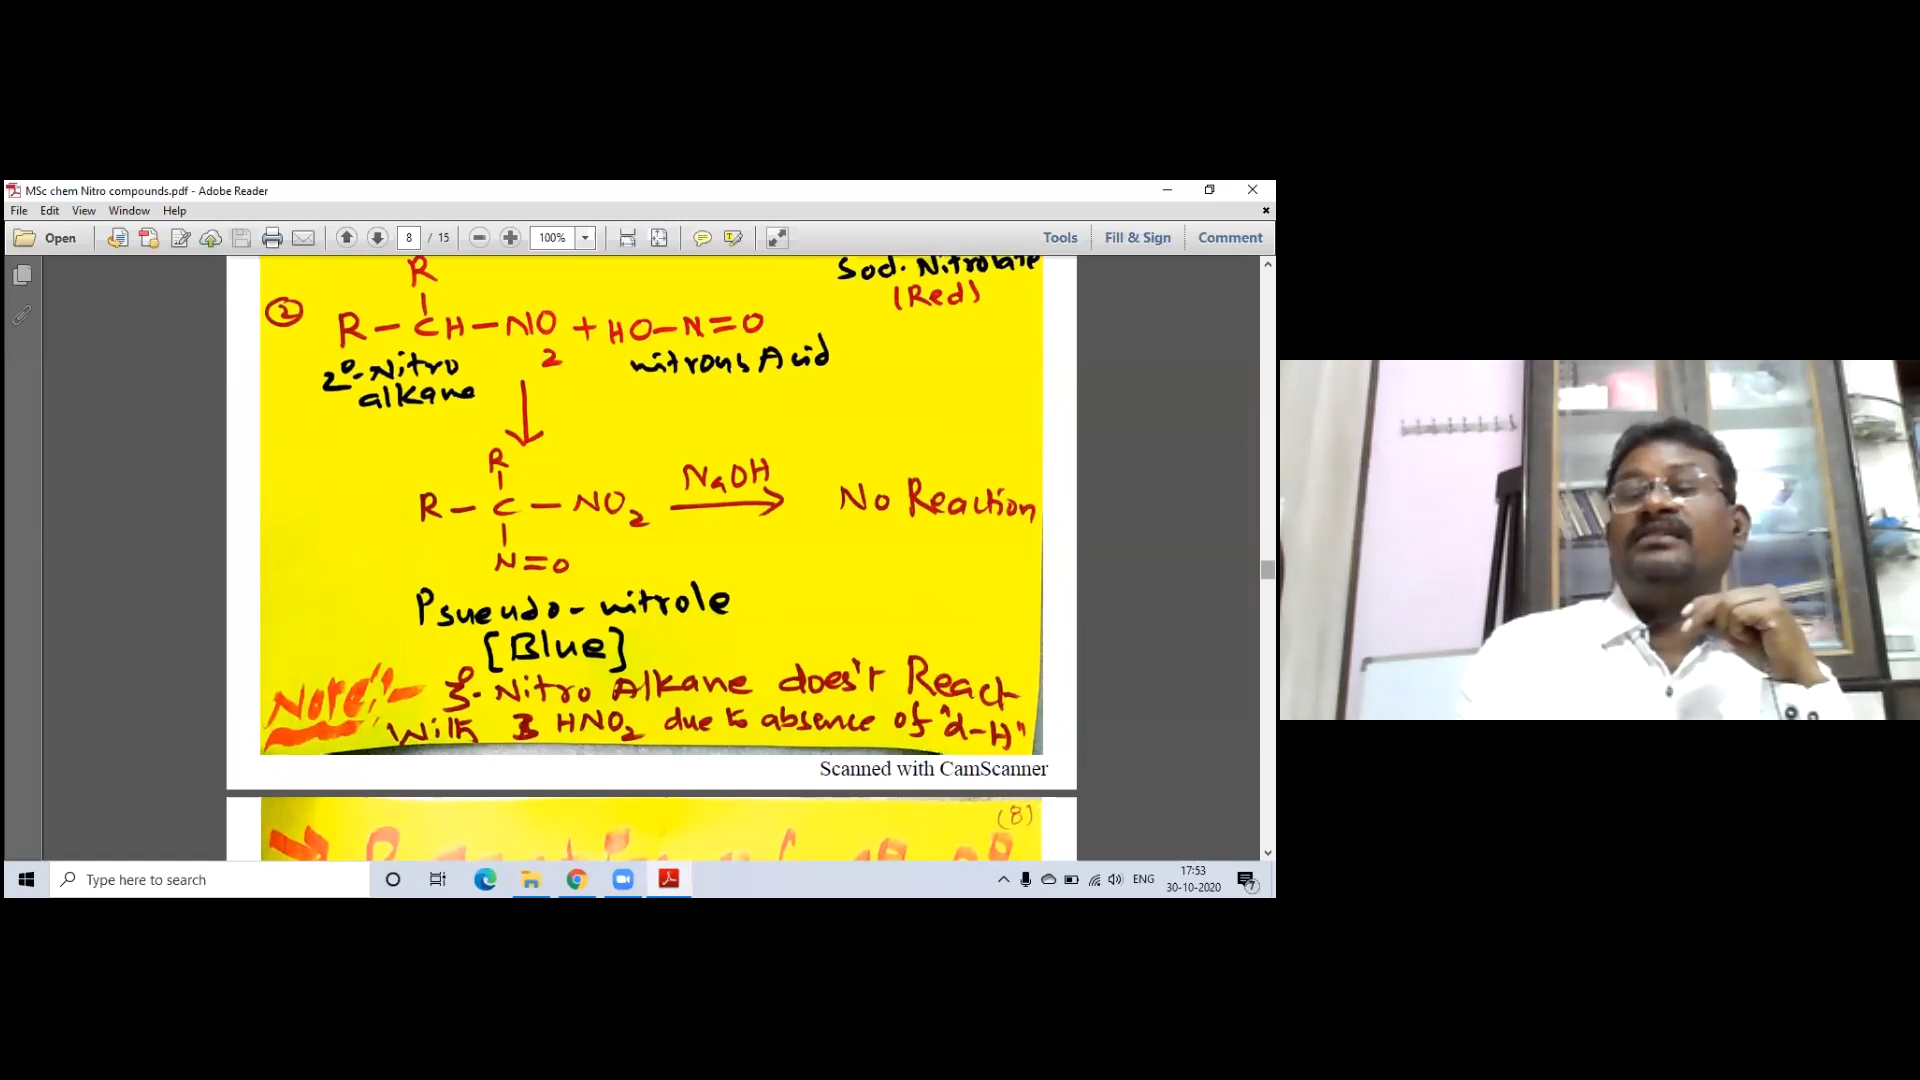 MSc chem Nitro compounds.pdf - Adobe Reader
File Edit View Window Help
Open 8 / 15 100% Tools Fill & Sign Comment
Sod. Nitrolate
(Red)
R
②
R - CH - NO2 + HO-N=O
2°-Nitro
alkane
nitrous Acid
R
R - C - NO2 NaOH No Reaction
N=O
Psuendo-nitrole
[Blue]
Note:- 3°-Nitro Alkane does't React
With HNO2 due to absence of "α-H"
Scanned with CamScanner
(8)
Type here to search
ENG
17:53
30-10-2020
7